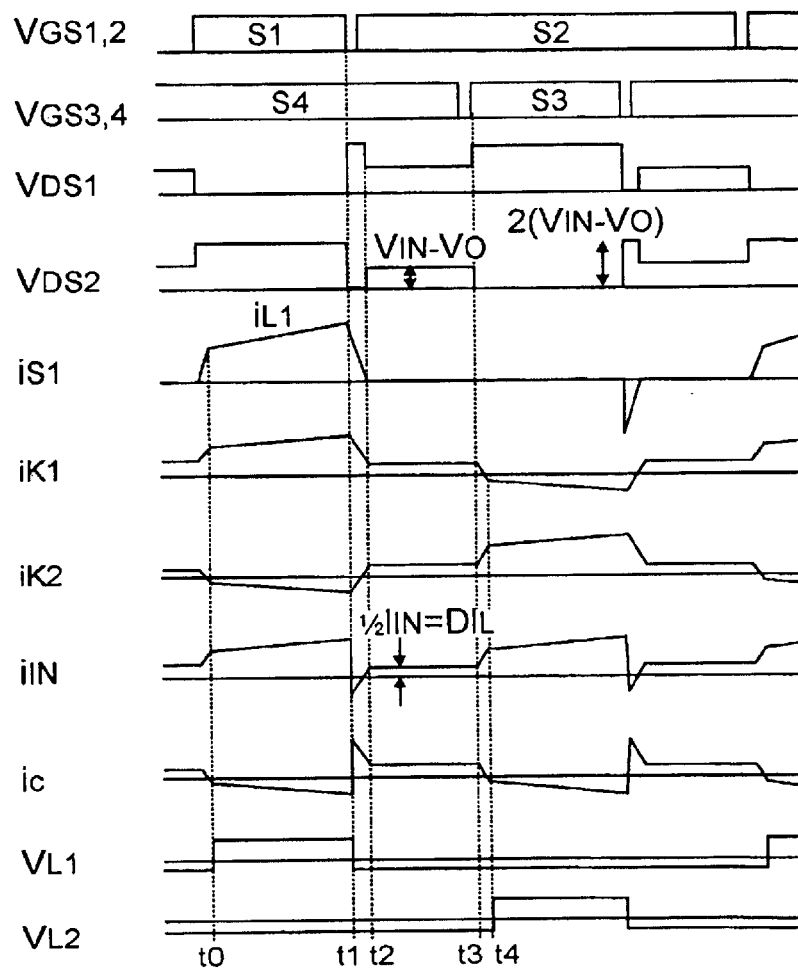 VGS1,2
S1
S2
VGS3,4
S4
S3
VDS1
VIN-VO
2(VIN-VO)
VDS2
iL1
iS1
iK1
iK2
½IIN=DIL
iIN
ic
VL1
VL2
t0
t1
t2
t3
t4